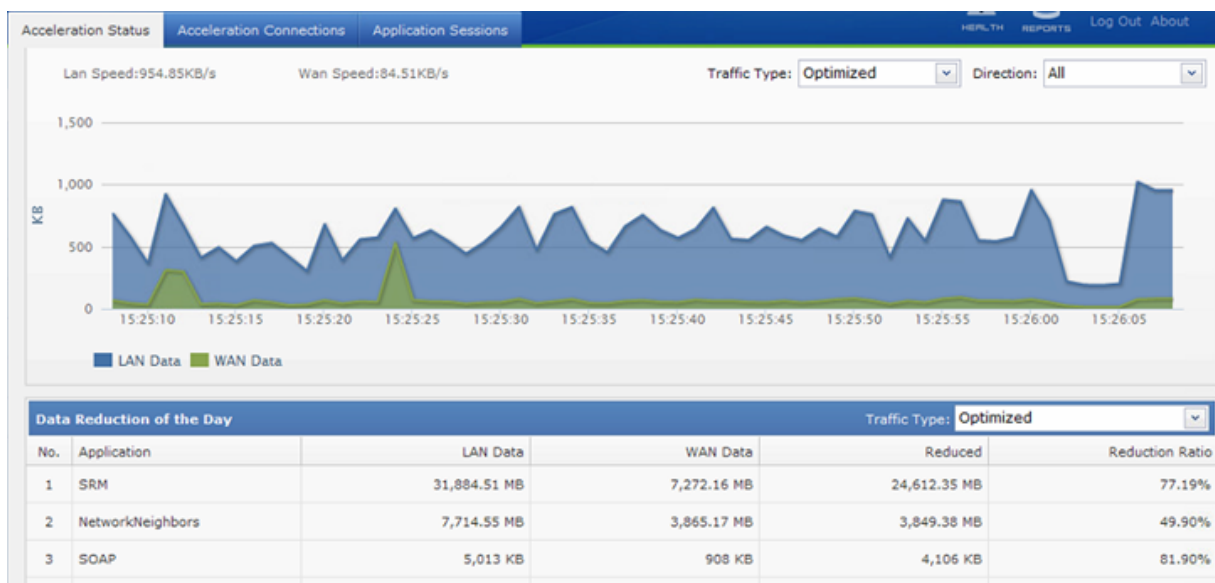 Acceleration Status Acceleration Connections Application Sessions HEALTH REPORTS Log Out About
Lan Speed:954.85KB/s Wan Speed:84.51KB/s Traffic Type: Optimized Direction: All
1,500
1,000
KB
500
0
15:25:10 15:25:15 15:25:20 15:25:25 15:25:30 15:25:35 15:25:40 15:25:45 15:25:50 15:25:55 15:26:00 15:26:05
LAN Data WAN Data
Data Reduction of the Day Traffic Type: Optimized
No. Application LAN Data WAN Data Reduced Reduction Ratio
1 SRM 31,884.51 MB 7,272.16 MB 24,612.35 MB 77.19%
2 NetworkNeighbors 7,714.55 MB 3,865.17 MB 3,849.38 MB 49.90%
3 SOAP 5,013 KB 908 KB 4,106 KB 81.90%